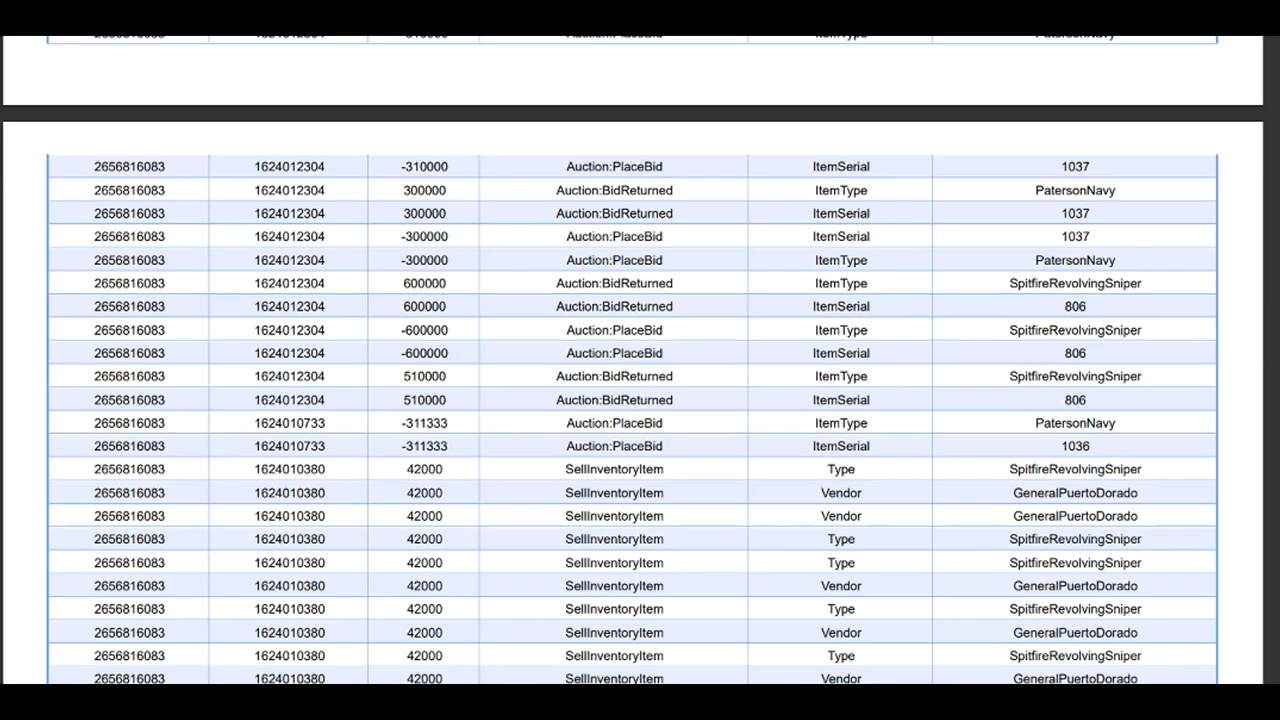 2656816083 1624012304 -310000 Auction:PlaceBid ItemSerial 1037
2656816083 1624012304 300000 Auction:BidReturned ItemType PatersonNavy
2656816083 1624012304 300000 Auction:BidReturned ItemSerial 1037
2656816083 1624012304 -300000 Auction:PlaceBid ItemSerial 1037
2656816083 1624012304 -300000 Auction:PlaceBid ItemType PatersonNavy
2656816083 1624012304 600000 Auction:BidReturned ItemType SpitfireRevolvingSniper
2656816083 1624012304 600000 Auction:BidReturned ItemSerial 806
2656816083 1624012304 -600000 Auction:PlaceBid ItemType SpitfireRevolvingSniper
2656816083 1624012304 -600000 Auction:PlaceBid ItemSerial 806
2656816083 1624012304 510000 Auction:BidReturned ItemType SpitfireRevolvingSniper
2656816083 1624012304 510000 Auction:BidReturned ItemSerial 806
2656816083 1624010733 -311333 Auction:PlaceBid ItemType PatersonNavy
2656816083 1624010733 -311333 Auction:PlaceBid ItemSerial 1036
2656816083 1624010380 42000 SellInventoryItem Type SpitfireRevolvingSniper
2656816083 1624010380 42000 SellInventoryItem Vendor GeneralPuertoDorado
2656816083 1624010380 42000 SellInventoryItem Vendor GeneralPuertoDorado
2656816083 1624010380 42000 SellInventoryItem Type SpitfireRevolvingSniper
2656816083 1624010380 42000 SellInventoryItem Type SpitfireRevolvingSniper
2656816083 1624010380 42000 SellInventoryItem Vendor GeneralPuertoDorado
2656816083 1624010380 42000 SellInventoryItem Type SpitfireRevolvingSniper
2656816083 1624010380 42000 SellInventoryItem Vendor GeneralPuertoDorado
2656816083 1624010380 42000 SellInventoryItem Type SpitfireRevolvingSniper
2656816083 1624010380 42000 SellInventoryItem Vendor GeneralPuertoDorado